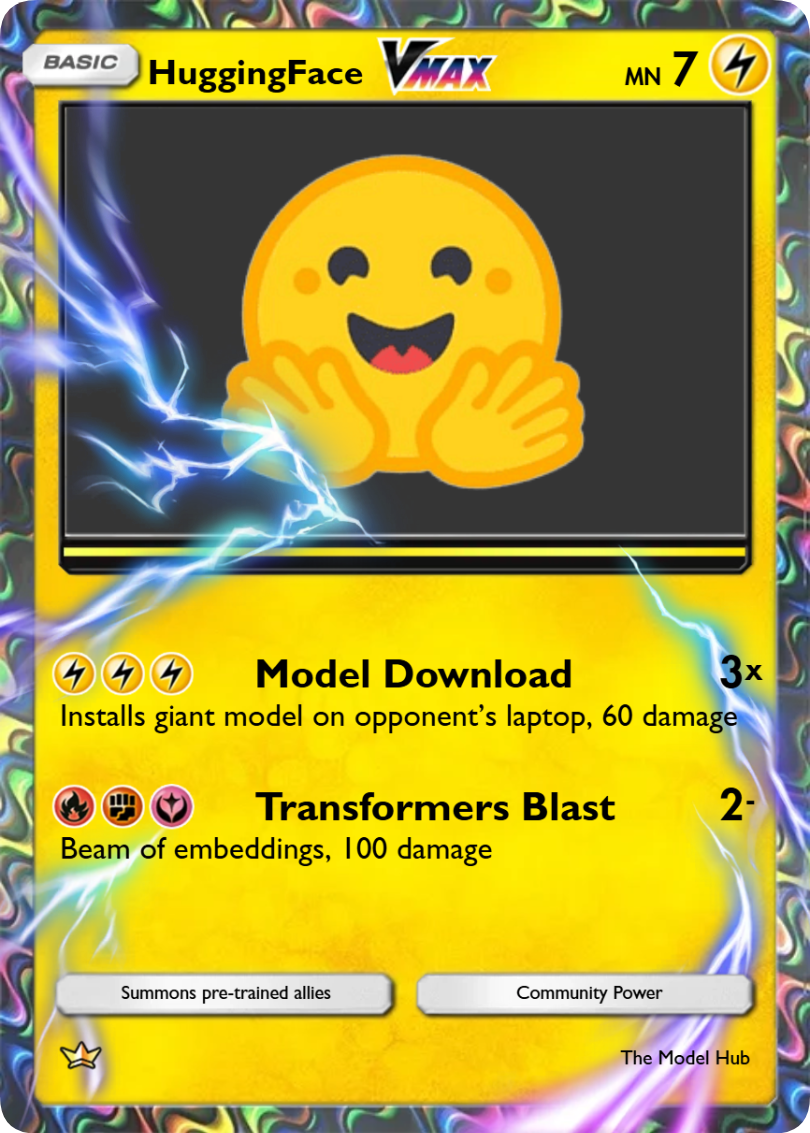 BASIC HuggingFace VMAX MN 7
Model Download 3x
Installs giant model on opponent’s laptop, 60 damage
Transformers Blast 2-
Beam of embeddings, 100 damage
Summons pre-trained allies Community Power
The Model Hub